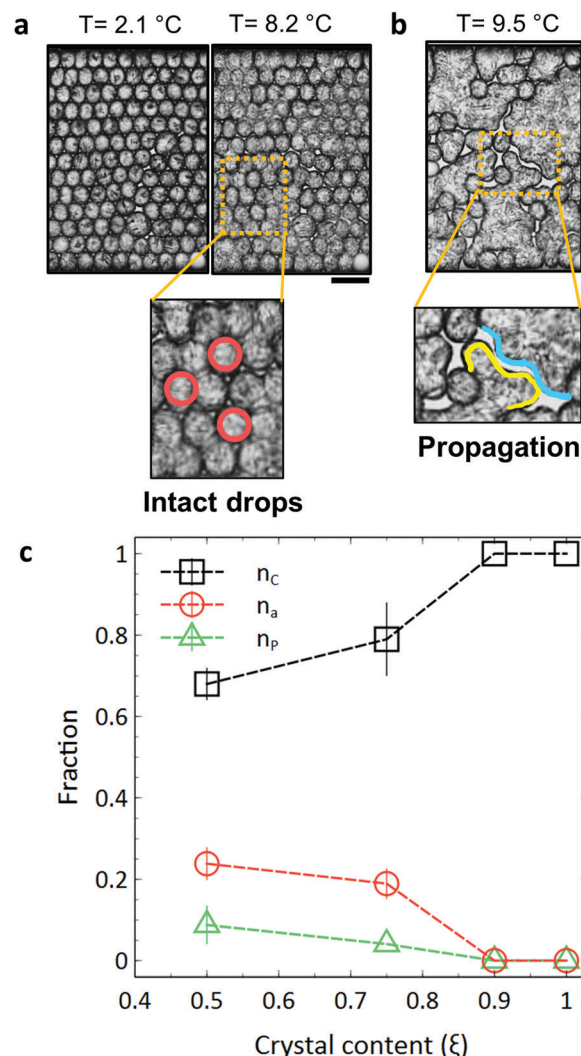 a
T= 2.1 °C
T= 8.2 °C
b
T= 9.5 °C
Intact drops
Propagation
c
1
0.8
0.6
0.4
0.2
0
Fraction
n_C
n_a
n_P
0.4
0.5
0.6
0.7
0.8
0.9
1
Crystal content (ξ)